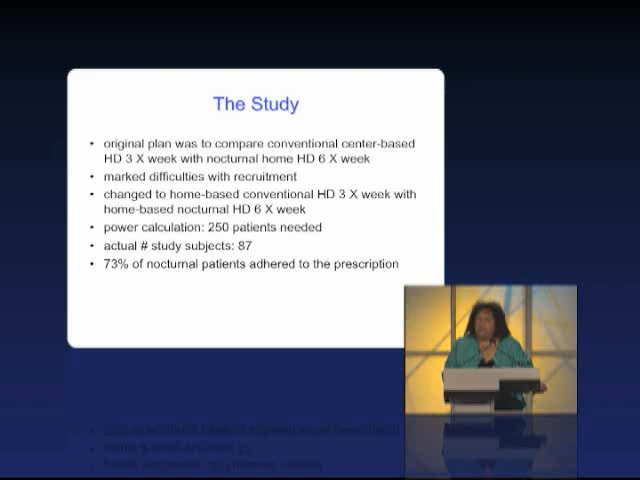 The Study
• original plan was to compare conventional center-based
HD 3 X week with nocturnal home HD 6 X week
• marked difficulties with recruitment
• changed to home-based conventional HD 3 X week with
home-based nocturnal HD 6 X week
• power calculation: 250 patients needed
• actual # study subjects: 87
• 73% of nocturnal patients adhered to the prescription